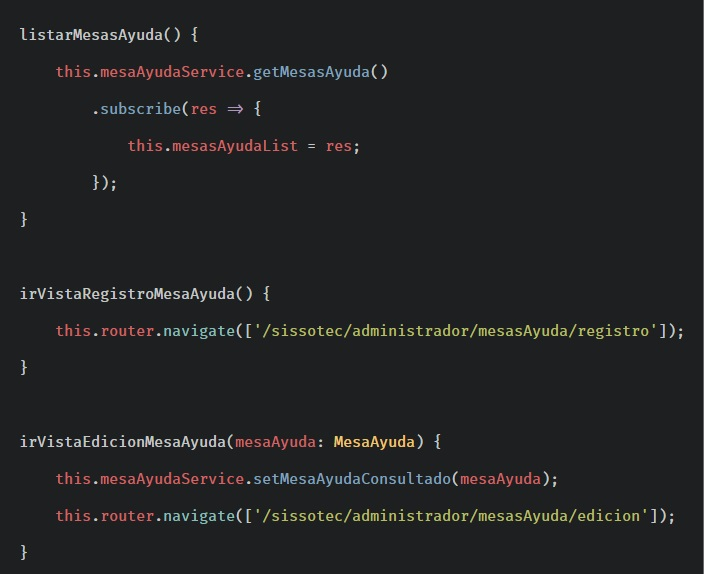 listarMesasAyuda() {
    this.mesaAyudaService.getMesasAyuda()
        .subscribe(res => {
            this.mesasAyudaList = res;
        });
}
irVistaRegistroMesaAyuda() {
    this.router.navigate(['/sissotec/administrador/mesasAyuda/registro']);
}
irVistaEdicionMesaAyuda(mesaAyuda: MesaAyuda) {
    this.mesaAyudaService.setMesaAyudaConsultado(mesaAyuda);
    this.router.navigate(['/sissotec/administrador/mesasAyuda/edicion']);
}